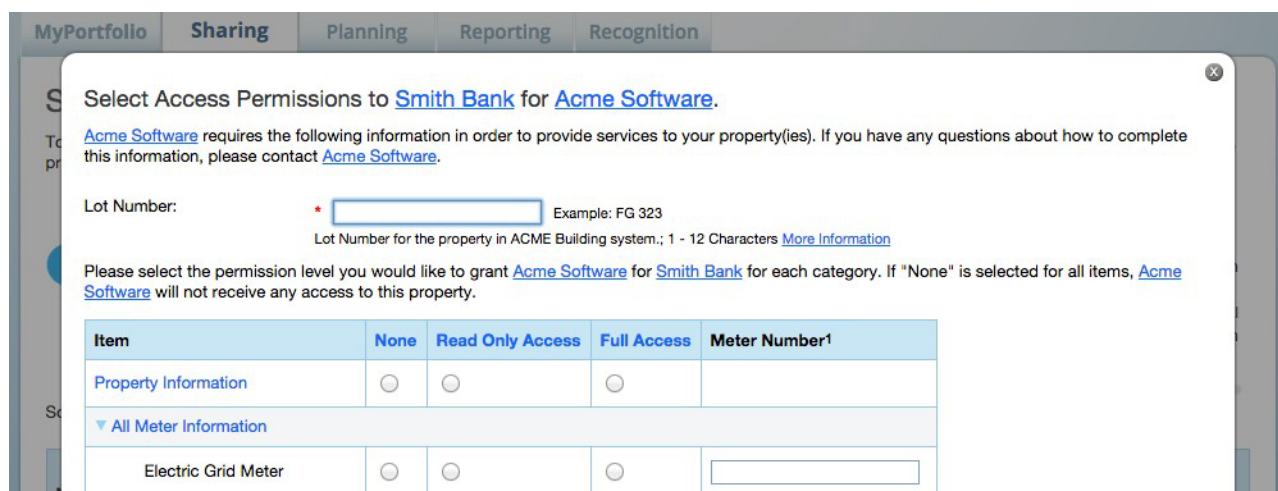 MyPortfolio Sharing Planning Reporting Recognition
Select Access Permissions to Smith Bank for Acme Software.
Acme Software requires the following information in order to provide services to your property(ies). If you have any questions about how to complete
this information, please contact Acme Software.
Lot Number: * Example: FG 323
Lot Number for the property in ACME Building system.; 1 - 12 Characters More Information
Please select the permission level you would like to grant Acme Software for Smith Bank for each category. If "None" is selected for all items, Acme
Software will not receive any access to this property.
Item None Read Only Access Full Access Meter Number¹
Property Information
All Meter Information
Electric Grid Meter